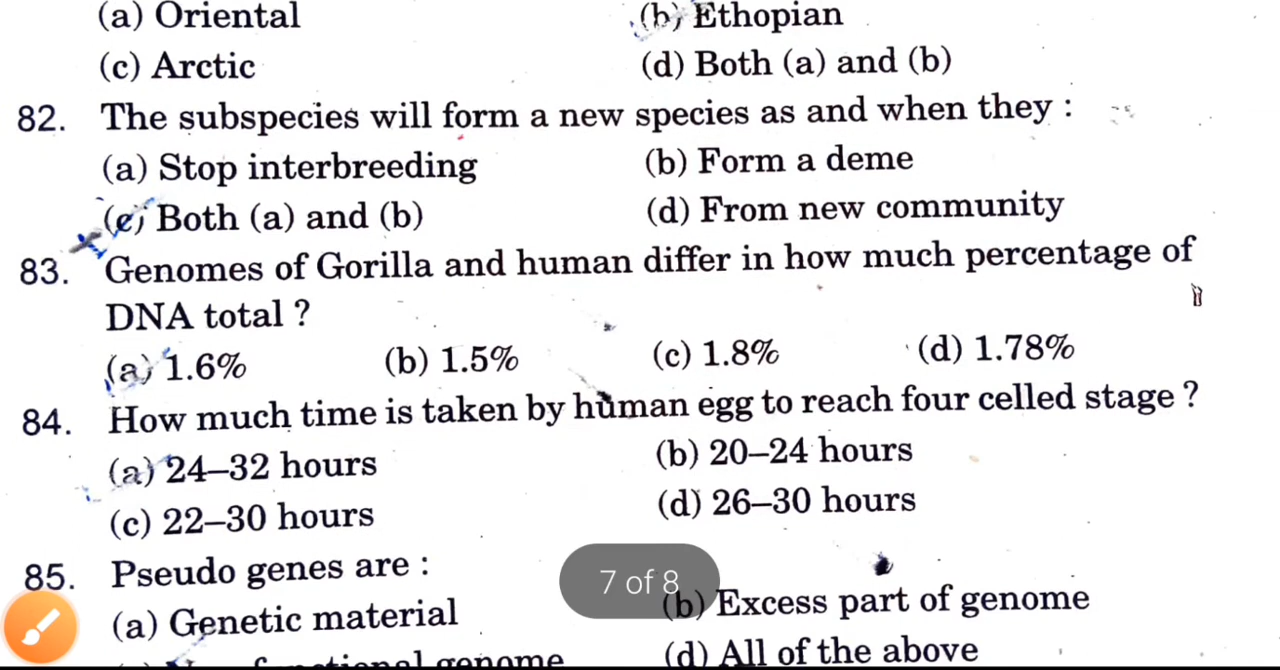 (a) Oriental (b) Ethopian
(c) Arctic (d) Both (a) and (b)
82. The subspecies will form a new species as and when they :
(a) Stop interbreeding (b) Form a deme
(c) Both (a) and (b) (d) From new community
83. Genomes of Gorilla and human differ in how much percentage of
DNA total ?
(a) 1.6% (b) 1.5% (c) 1.8% (d) 1.78%
84. How much time is taken by human egg to reach four celled stage ?
(a) 24–32 hours (b) 20–24 hours
(c) 22–30 hours (d) 26–30 hours
85. Pseudo genes are :
7 of 8
(a) Genetic material (b) Excess part of genome
genome (d) All of the above